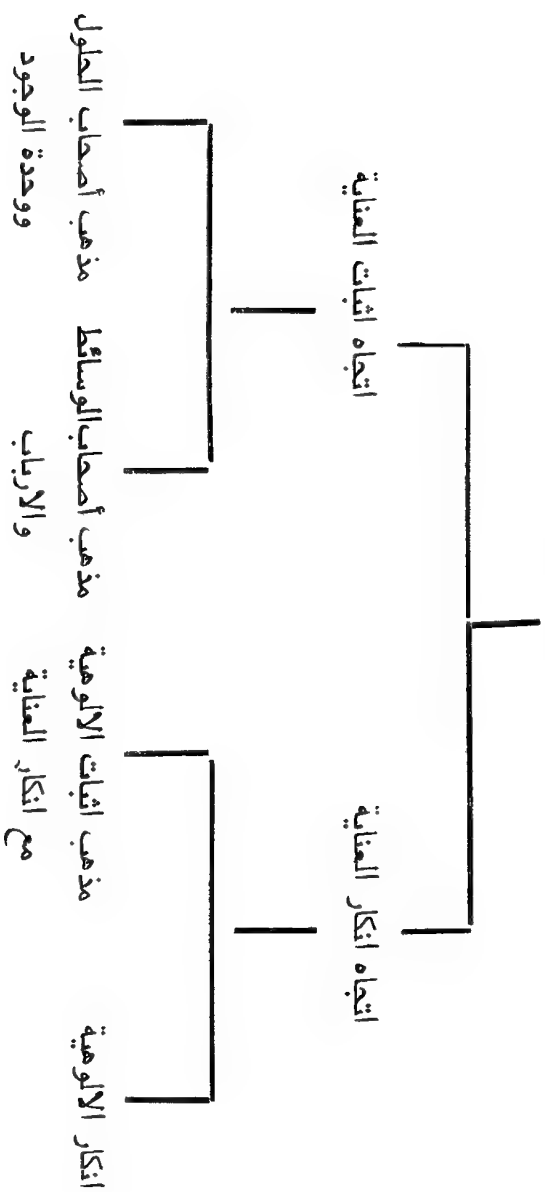 اتجاه انكار العناية
اتجاه اثبات العناية
انكار الالوهية
مذهب اثبات الالوهية
مع انكار العناية
مذهب أصحاب الوسائط
والارباب
مذهب أصحاب الحلول
ووحدة الوجود